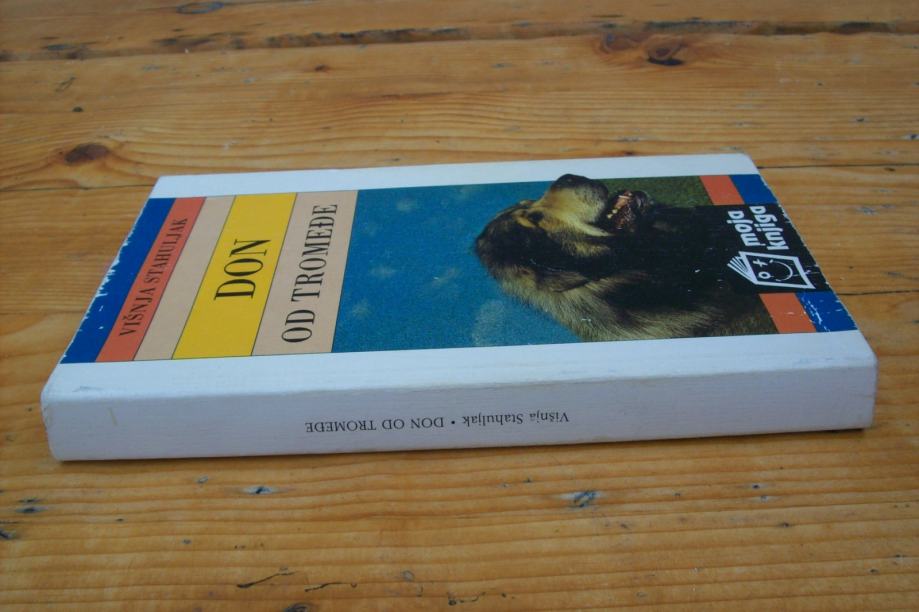 VIŠNJA STAHULJAK
DON
OD TROMEĐE
moja
knjiga
Višnja Stahuljak • DON OD TROMEĐE